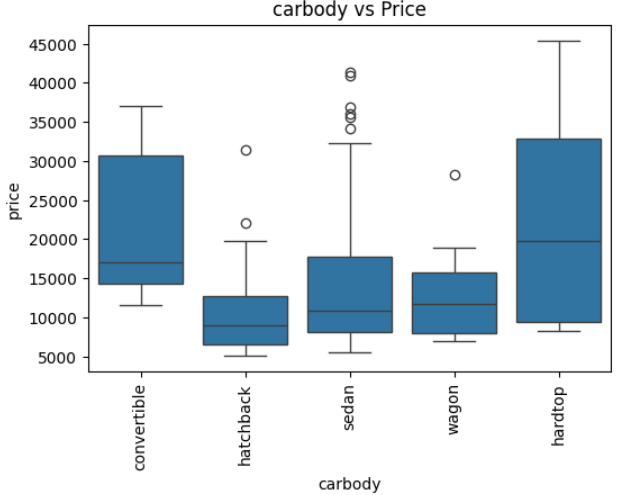 carbody vs Price
45000
40000
35000
30000
25000
20000
15000
10000
5000
price
convertible
hatchback
sedan
wagon
hardtop
carbody